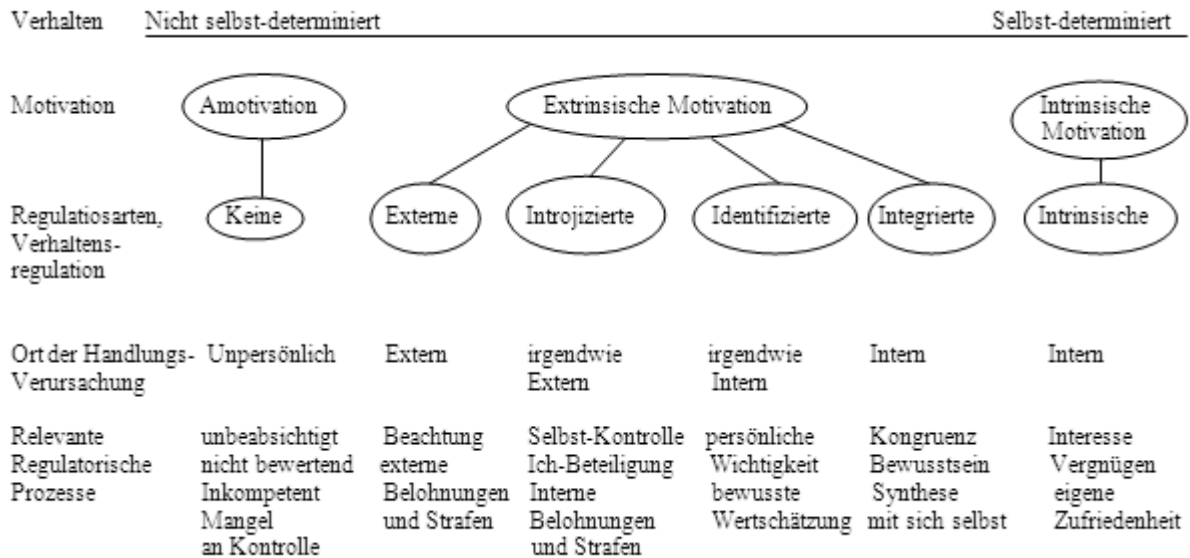 Verhalten Nicht selbst-determiniert Selbst-determiniert
Motivation Amotivation Extrinsische Motivation Intrinsische
Motivation
Regulatiosarten, Keine Externe Introjizierte Identifizierte Integrierte Intrinsische
Verhaltens-
regulation
Ort der Handlungs- Unpersönlich Extern irgendwie irgendwie Intern Intern
Verursachung Extern Intern
Relevante unbeabsichtigt Beachtung Selbst-Kontrolle persönliche Kongruenz Interesse
Regulatorische nicht bewertend externe Ich-Beteiligung Wichtigkeit Bewusstsein Vergnügen
Prozesse Inkompetent Belohnungen Interne bewusste Synthese eigene
Mangel und Strafen Belohnungen Wertschätzung mit sich selbst Zufriedenheit
an Kontrolle und Strafen